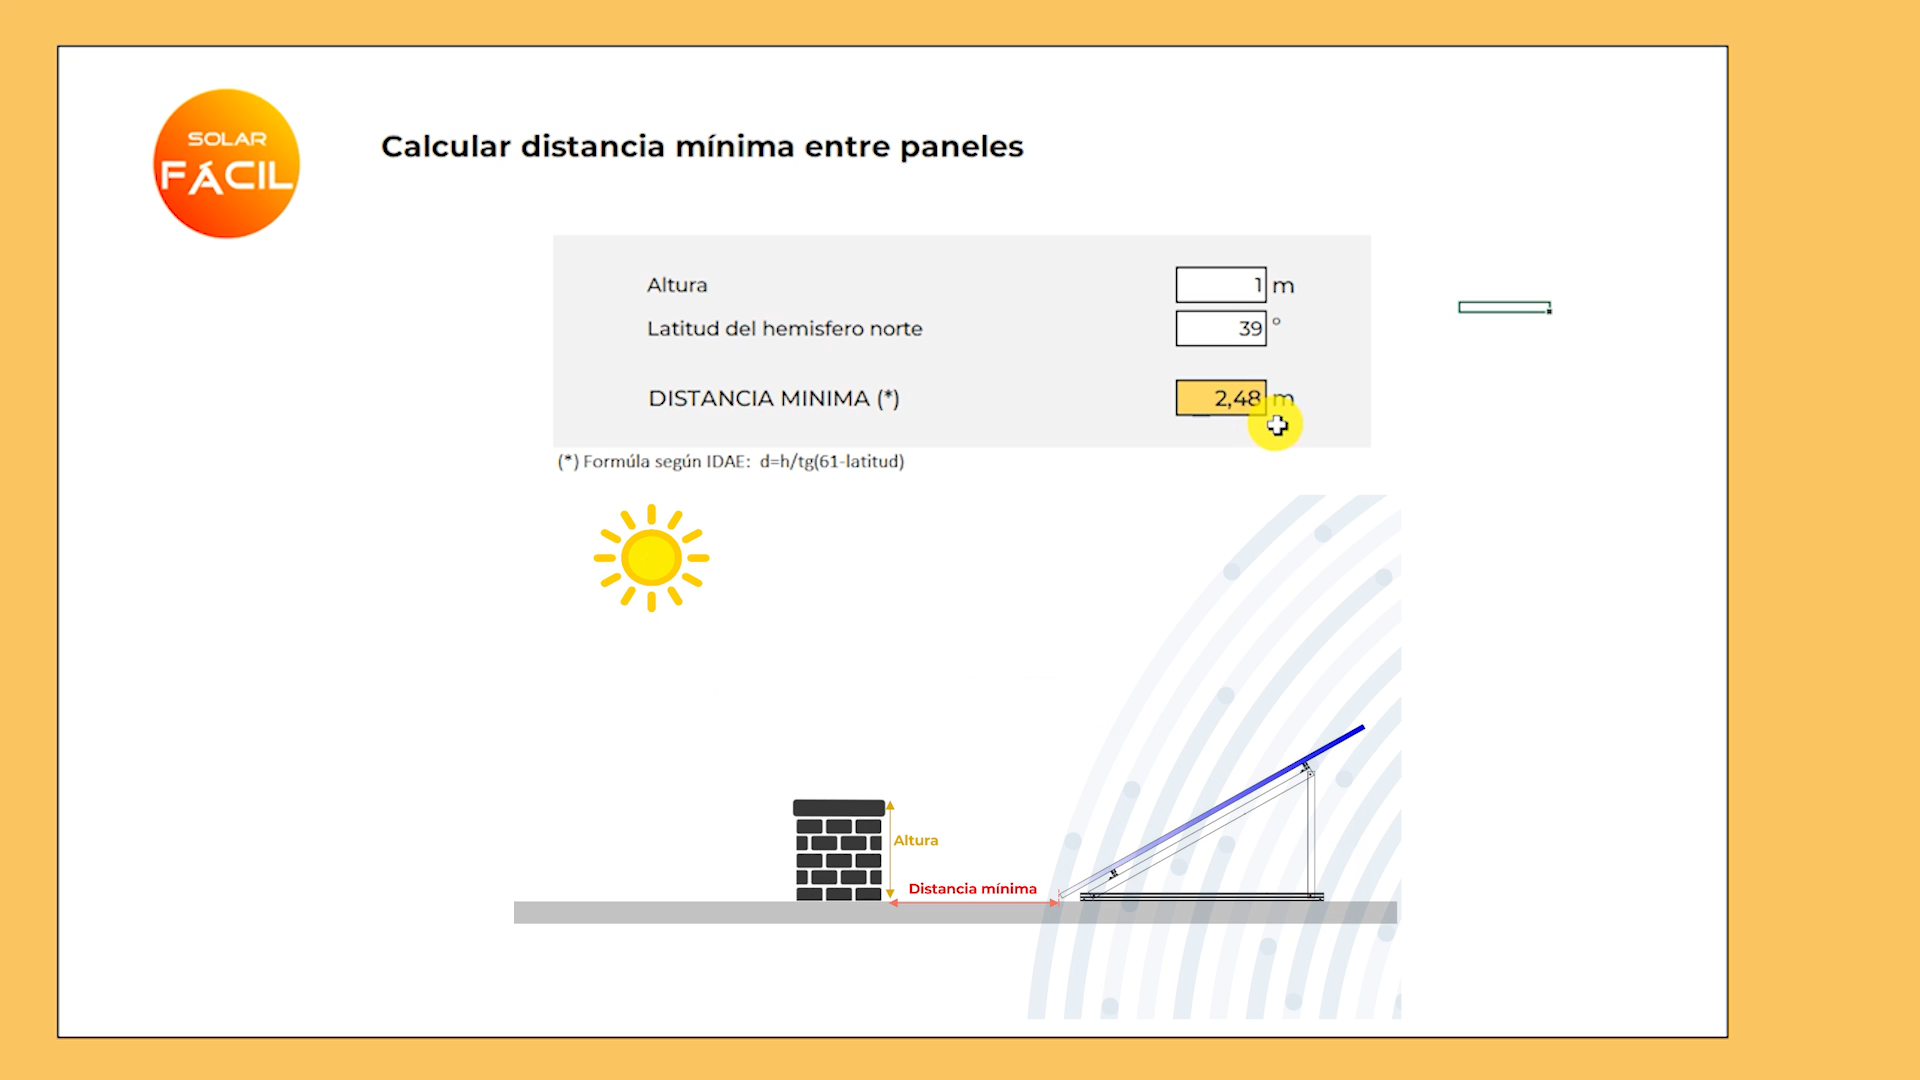 SOLAR
FÁCIL
Calcular distancia mínima entre paneles
Altura 1 m
Latitud del hemisfero norte 39 °
DISTANCIA MINIMA (*) 2,48 m
(*) Formúla según IDAE: d=h/tg(61-latitud)
Altura
Distancia mínima